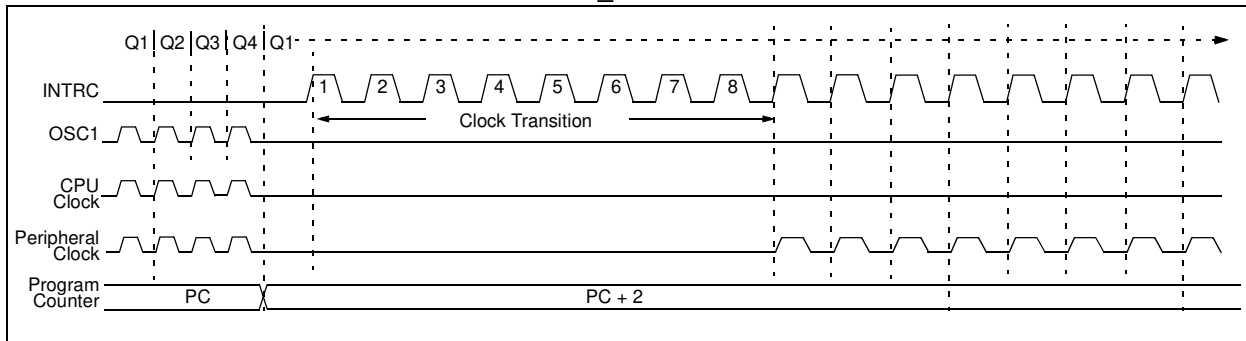 Q1 Q2 Q3 Q4 Q1
INTRC
1 2 3 4 5 6 7 8
Clock Transition
OSC1
CPU
Clock
Peripheral
Clock
Program
Counter
PC
PC + 2